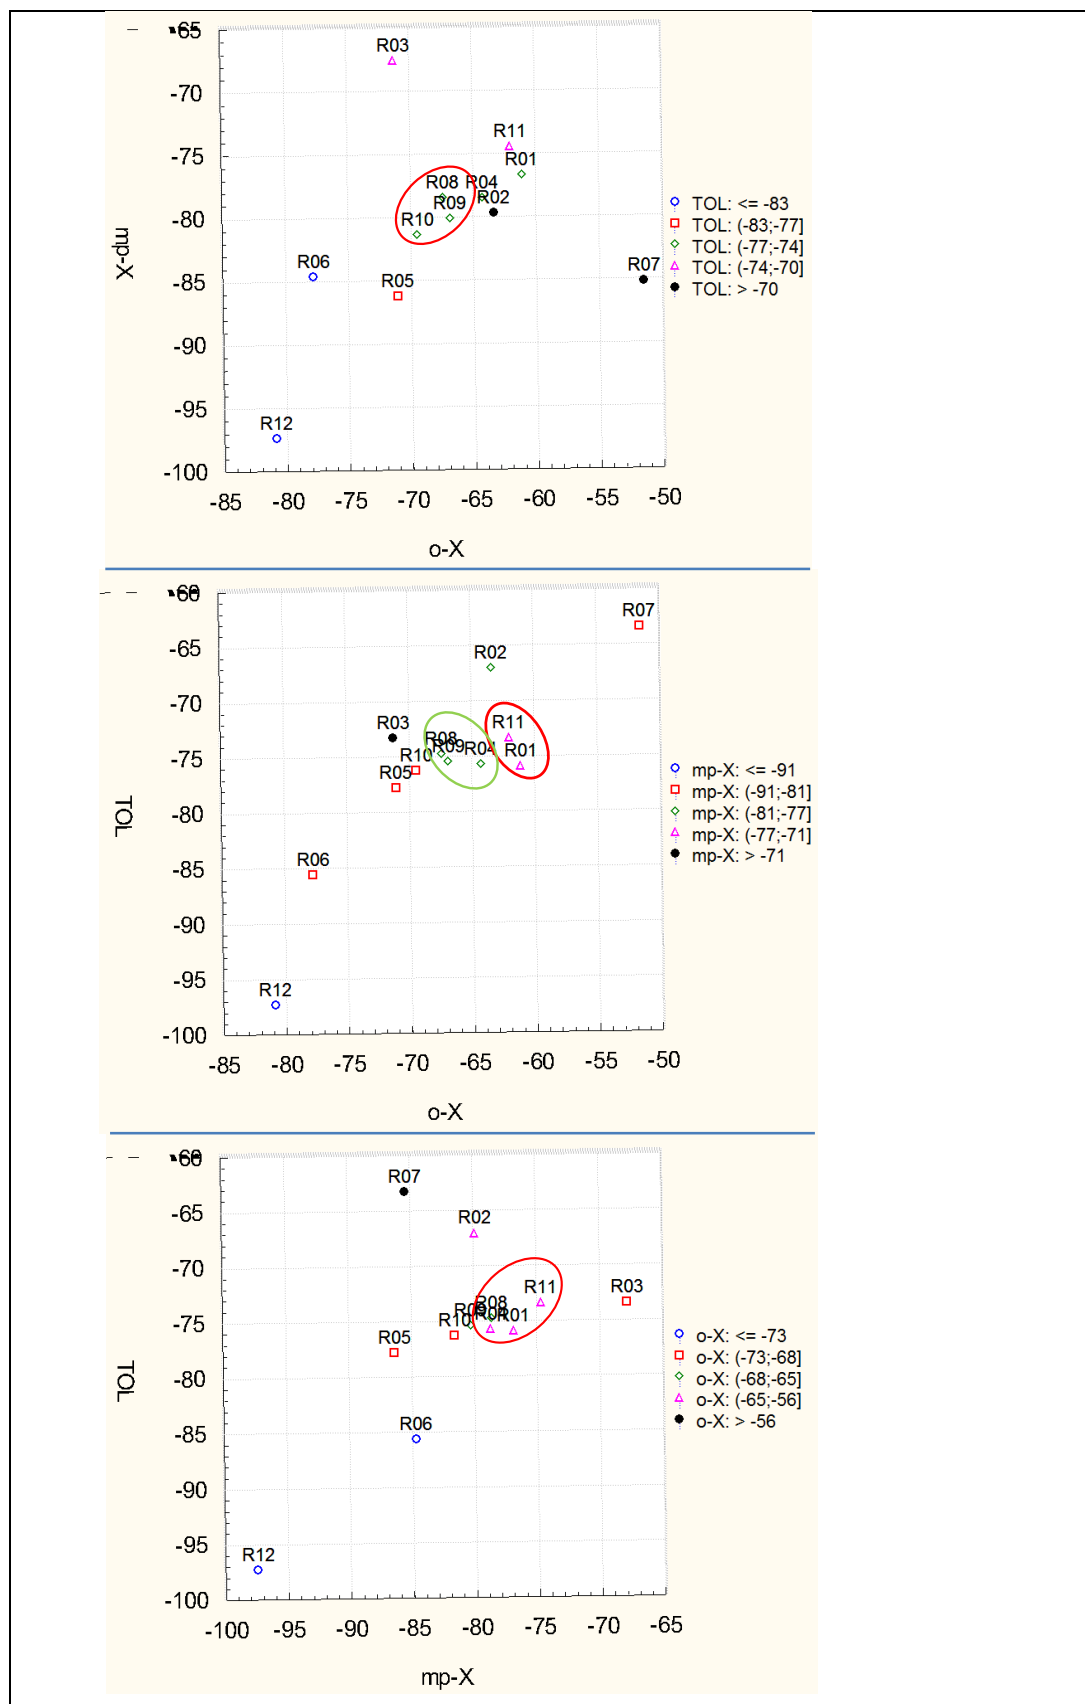 -65
R03
-70
R11
-75
R01
R08 R04
R02
R09
-80
R10
TOL: <= -83
TOL: (-83;-77]
TOL: (-77;-74]
TOL: (-74;-70]
TOL: > -70
mp-X
R06
R05
R07
-85
-90
-95
R12
-100
-85 -80 -75 -70 -65 -60 -55 -50
o-X
-60
R07
-65
R02
-70
R03
R11
R08
R09 R04 R01
R10
-75
R05
mp-X: <= -91
mp-X: (-91;-81]
mp-X: (-81;-77]
mp-X: (-77;-71]
mp-X: > -71
TOL
-80
R06
-85
-90
-95
R12
-100
-85 -80 -75 -70 -65 -60 -55 -50
o-X
-60
R07
-65
R02
-70
R11 R03
R08
R09 R04 R01
R10
-75
R05
o-X: <= -73
o-X: (-73;-68]
o-X: (-68;-65]
o-X: (-65;-56]
o-X: > -56
TOL
-80
R06
-85
-90
-95
R12
-100
-100 -95 -90 -85 -80 -75 -70 -65
mp-X